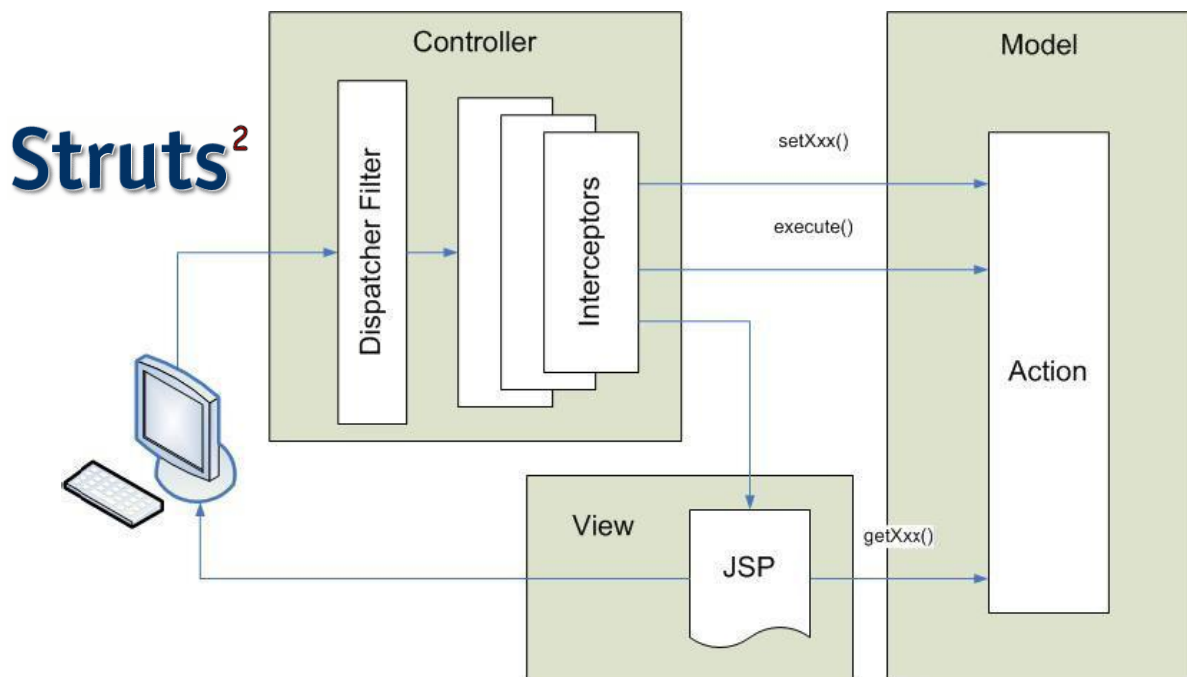 Struts²
Controller
Dispatcher Filter
Interceptors
setXxx()
execute()
Model
Action
View
JSP
getXxx()